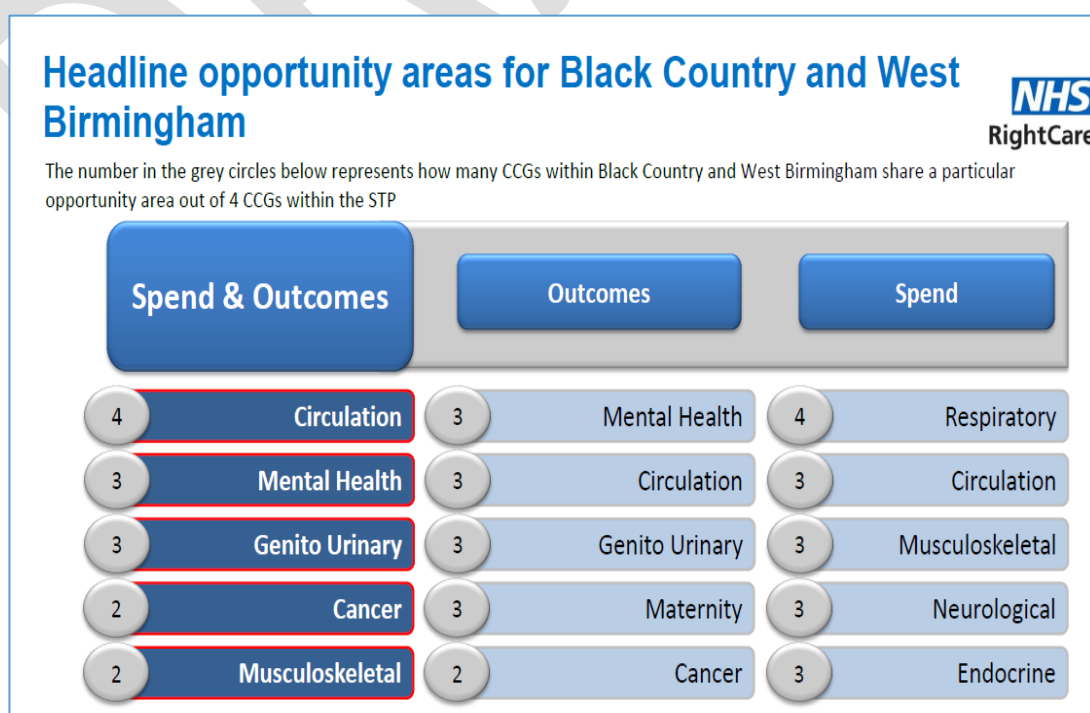 Headline opportunity areas for Black Country and West
Birmingham
NHS
RightCare
The number in the grey circles below represents how many CCGs within Black Country and West Birmingham share a particular
opportunity area out of 4 CCGs within the STP
Spend & Outcomes
Outcomes
Spend
4 Circulation
3 Mental Health
4 Respiratory
3 Mental Health
3 Circulation
3 Circulation
3 Genito Urinary
3 Genito Urinary
3 Musculoskeletal
2 Cancer
3 Maternity
3 Neurological
2 Musculoskeletal
2 Cancer
3 Endocrine